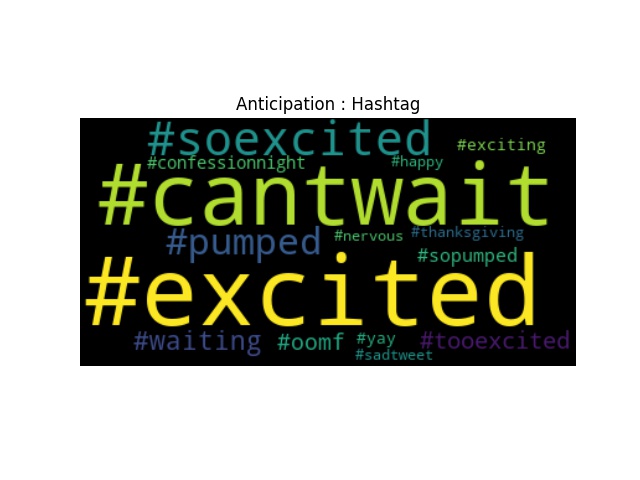 Anticipation : Hashtag
#soexcited
#exciting
#confessionnight
#happy
#cantwait
#pumped
#nervous
#thanksgiving
#sopumped
#excited
#waiting
#oomf
#yay
#tooexcited
#sadtweet